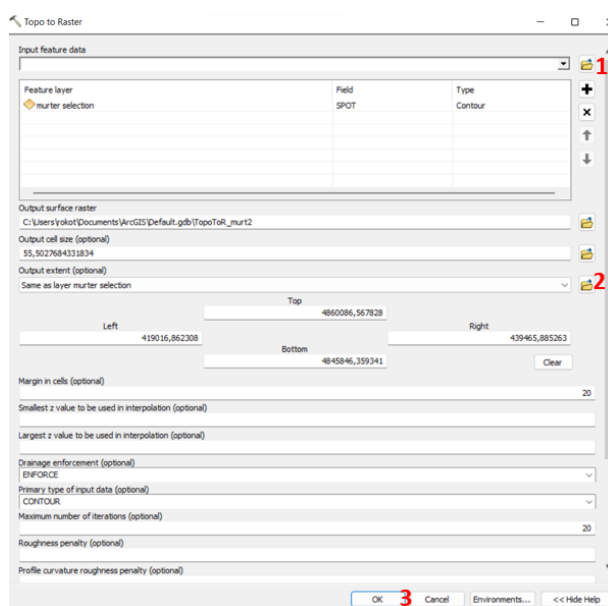 Topo to Raster
Input feature data
1
Feature layer Field Type
murter selection SPOT Contour
Output surface raster
C:\Users\rokot\Documents\ArcGIS\Default.gdb\TopoToR_murt2
Output cell size (optional)
55,5027684331834
Output extent (optional)
Same as layer murter selection 2
Top
4860086,567828
Left Right
419016,862308 439465,885263
Bottom
4845846,359341 Clear
Margin in cells (optional)
20
Smallest z value to be used in interpolation (optional)
Largest z value to be used in interpolation (optional)
Drainage enforcement (optional)
ENFORCE
Primary type of input data (optional)
CONTOUR
Maximum number of iterations (optional)
20
Roughness penalty (optional)
Profile curvature roughness penalty (optional)
OK 3 Cancel Environments... << Hide Help